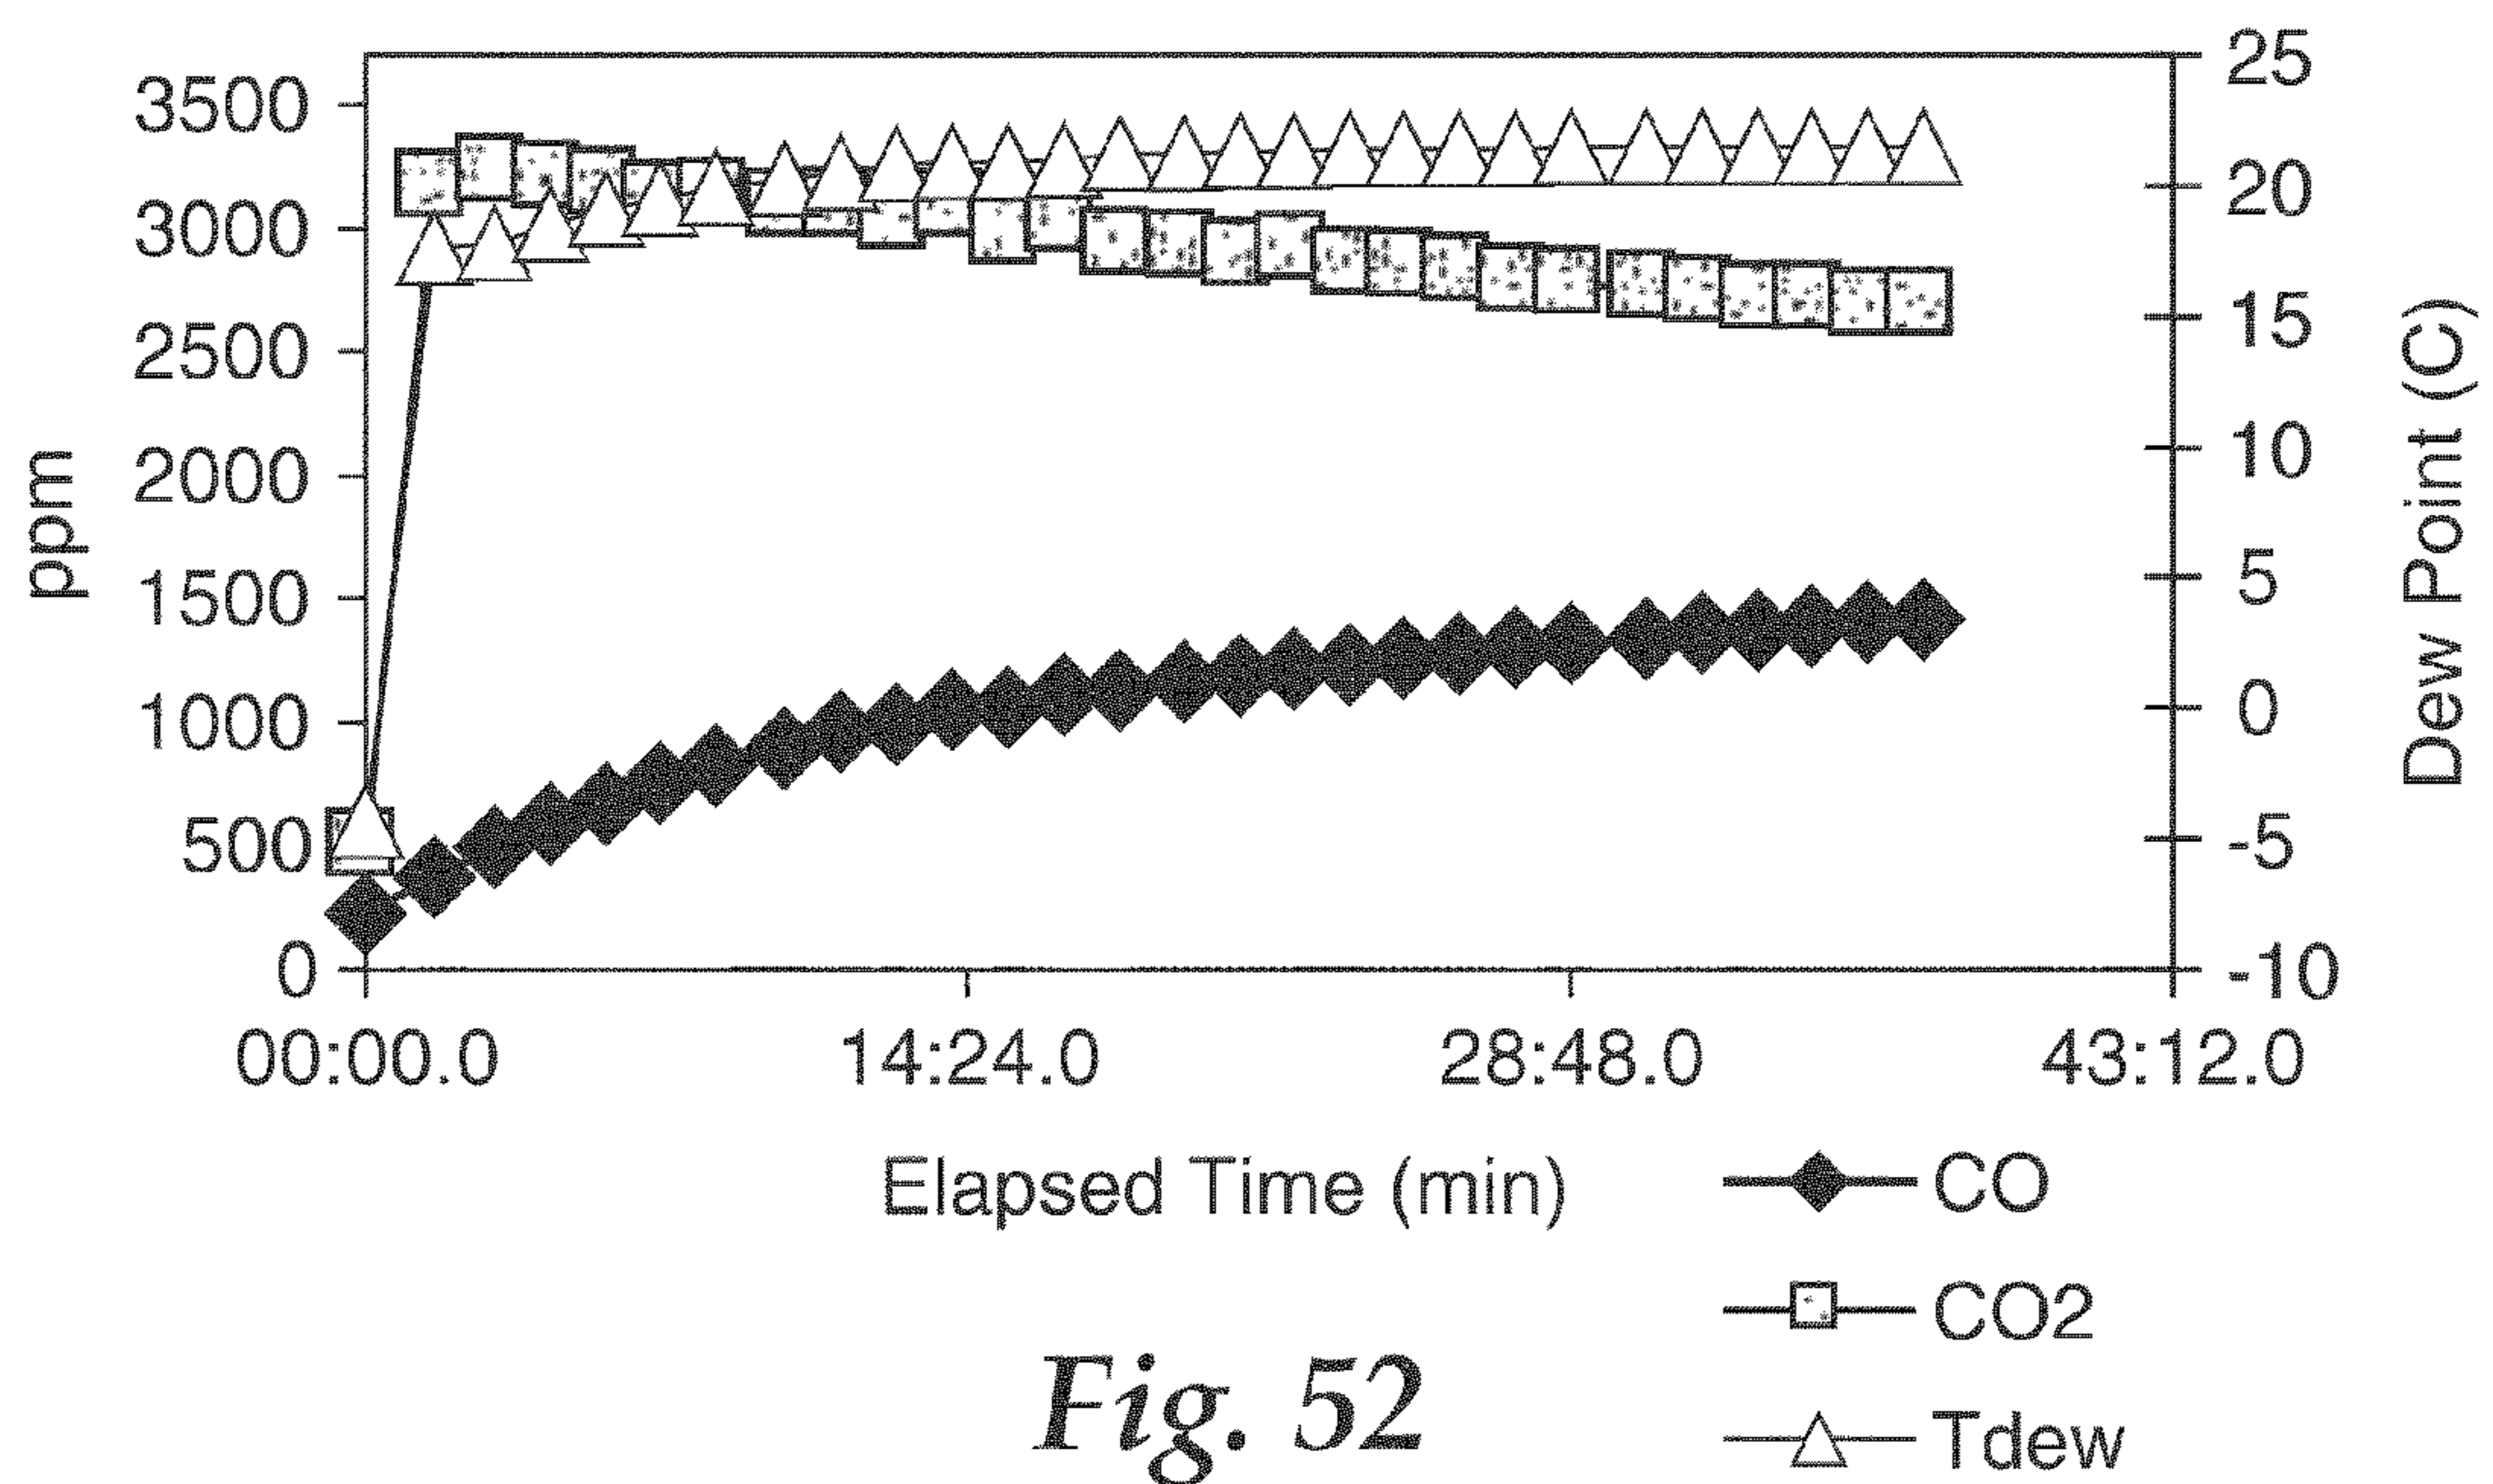 3500
3000
2500
2000
1500
1000
500
0
ppm
25
20
15
10
5
0
-5
-10
Dew Point (C)
00:00.0 14:24.0 28:48.0 43:12.0
Elapsed Time (min)
CO
CO2
Tdew
Fig. 52